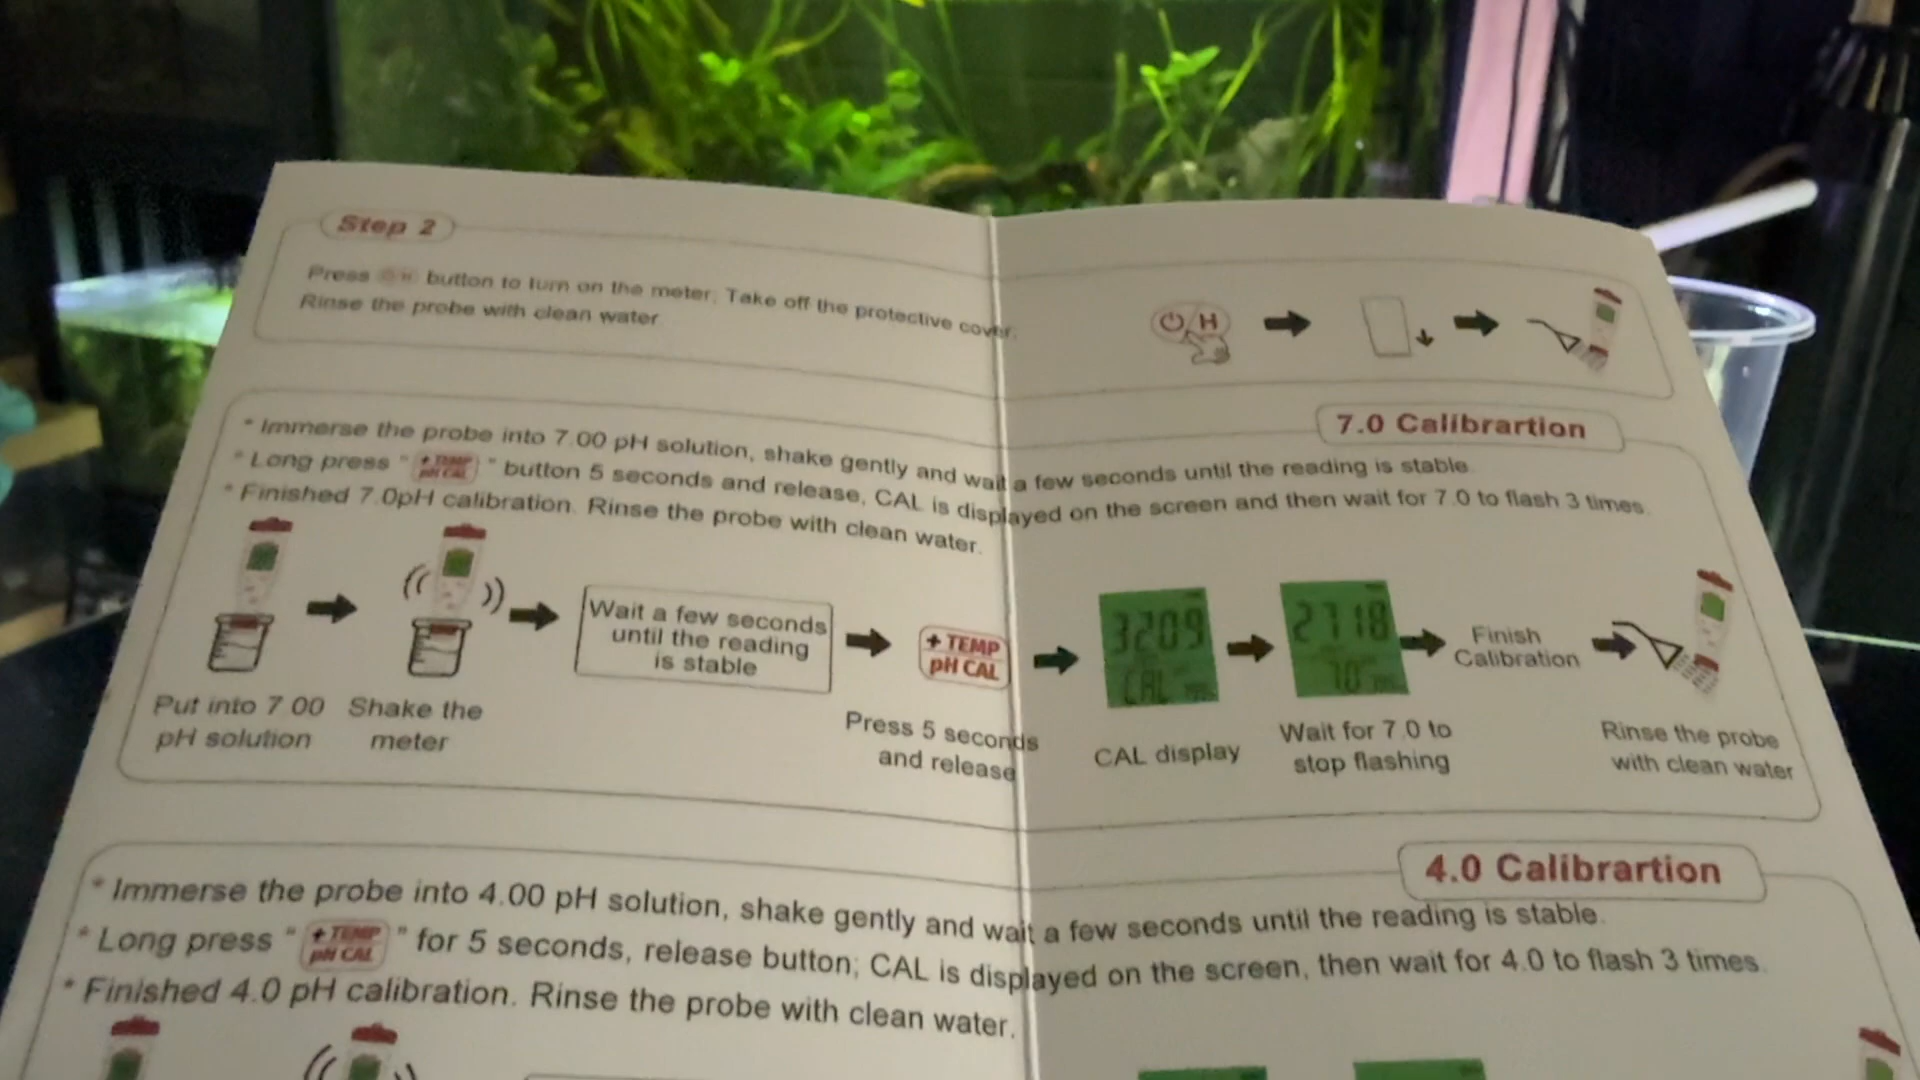 Step 2
Press button to turn on the meter, Take off the protective cover.
Rinse the probe with clean water
⏻/H
7.0 Calibrartion
* Immerse the probe into 7.00 pH solution, shake gently and wait a few seconds until the reading is stable.
* Long press "+ TEMP pH CAL" button 5 seconds and release, CAL is displayed on the screen and then wait for 7.0 to flash 3 times.
* Finished 7.0pH calibration. Rinse the probe with clean water.
Wait a few seconds
until the reading
is stable
+ TEMP
pH CAL
3209
CAL
2718
7.0
Finish
Calibration
Put into 7.00
pH solution
Shake the
meter
Press 5 seconds
and release
CAL display
Wait for 7.0 to
stop flashing
Rinse the probe
with clean water
4.0 Calibrartion
* Immerse the probe into 4.00 pH solution, shake gently and wait a few seconds until the reading is stable.
* Long press "+ TEMP pH CAL" for 5 seconds, release button; CAL is displayed on the screen, then wait for 4.0 to flash 3 times.
* Finished 4.0 pH calibration. Rinse the probe with clean water.